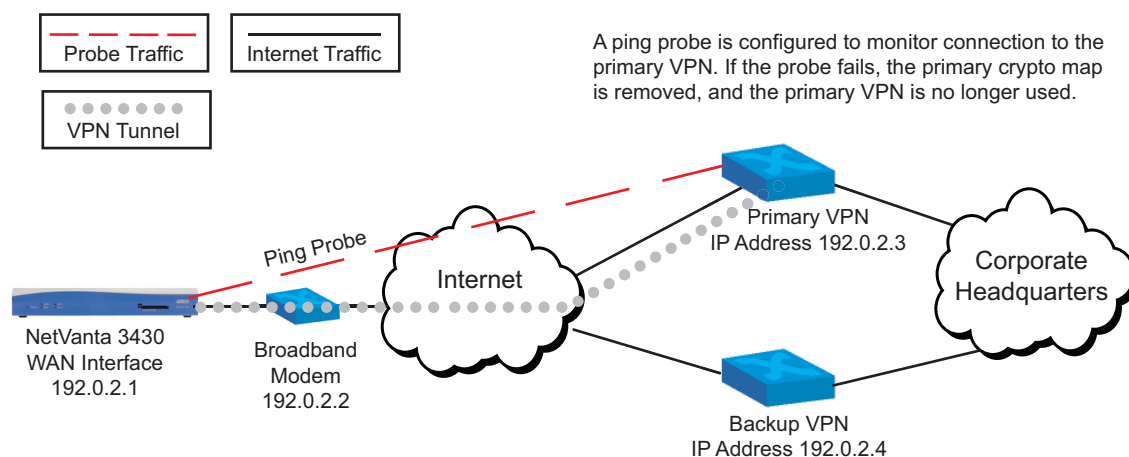 Probe Traffic
Internet Traffic
VPN Tunnel
A ping probe is configured to monitor connection to the
primary VPN. If the probe fails, the primary crypto map
is removed, and the primary VPN is no longer used.
Ping Probe
Primary VPN
IP Address 192.0.2.3
Internet
Corporate
Headquarters
NetVanta 3430
WAN Interface
192.0.2.1
Broadband
Modem
192.0.2.2
Backup VPN
IP Address 192.0.2.4